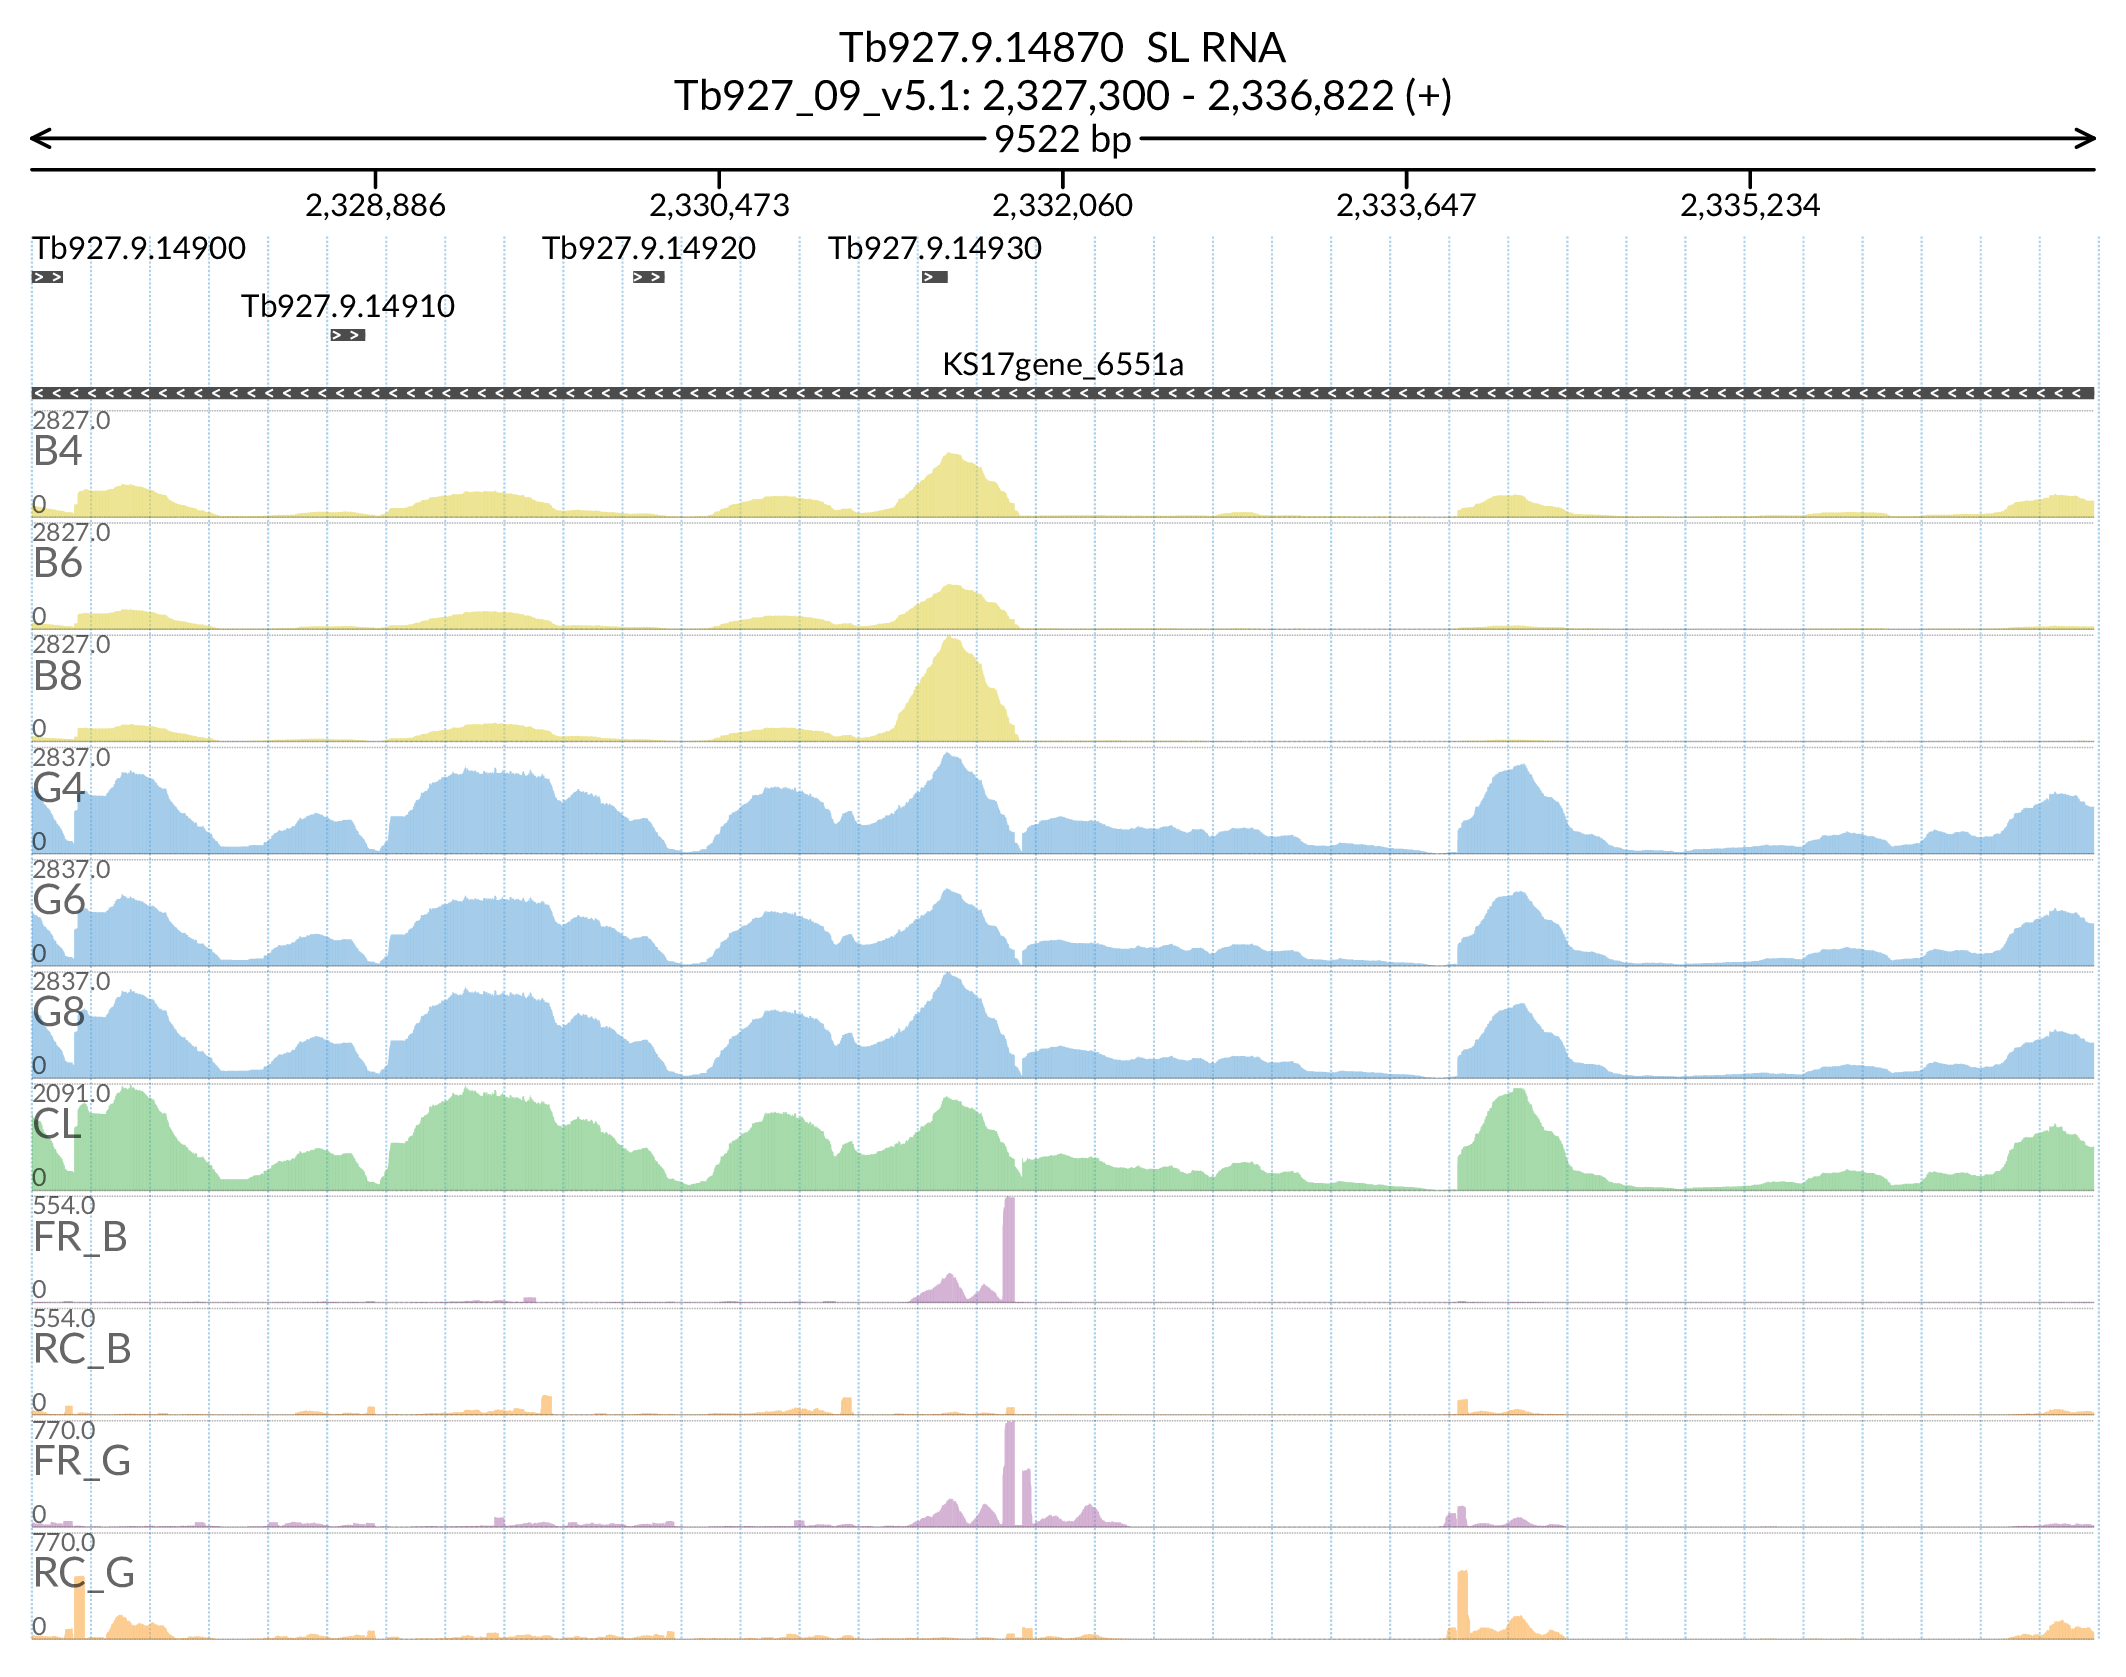 Tb927.9.14870 SL RNA
Tb927_09_v5.1: 2,327,300 - 2,336,822 (+)
9522 bp
2,328,886 2,330,473 2,332,060 2,333,647 2,335,234
Tb927.9.14900 Tb927.9.14920 Tb927.9.14930
Tb927.9.14910
KS17gene_6551a
2827.0
B4
0
2827.0
B6
0
2827.0
B8
0
2837.0
G4
0
2837.0
G6
0
2837.0
G8
0
2091.0
CL
0
554.0
FR_B
0
554.0
RC_B
0
770.0
FR_G
0
770.0
RC_G
0